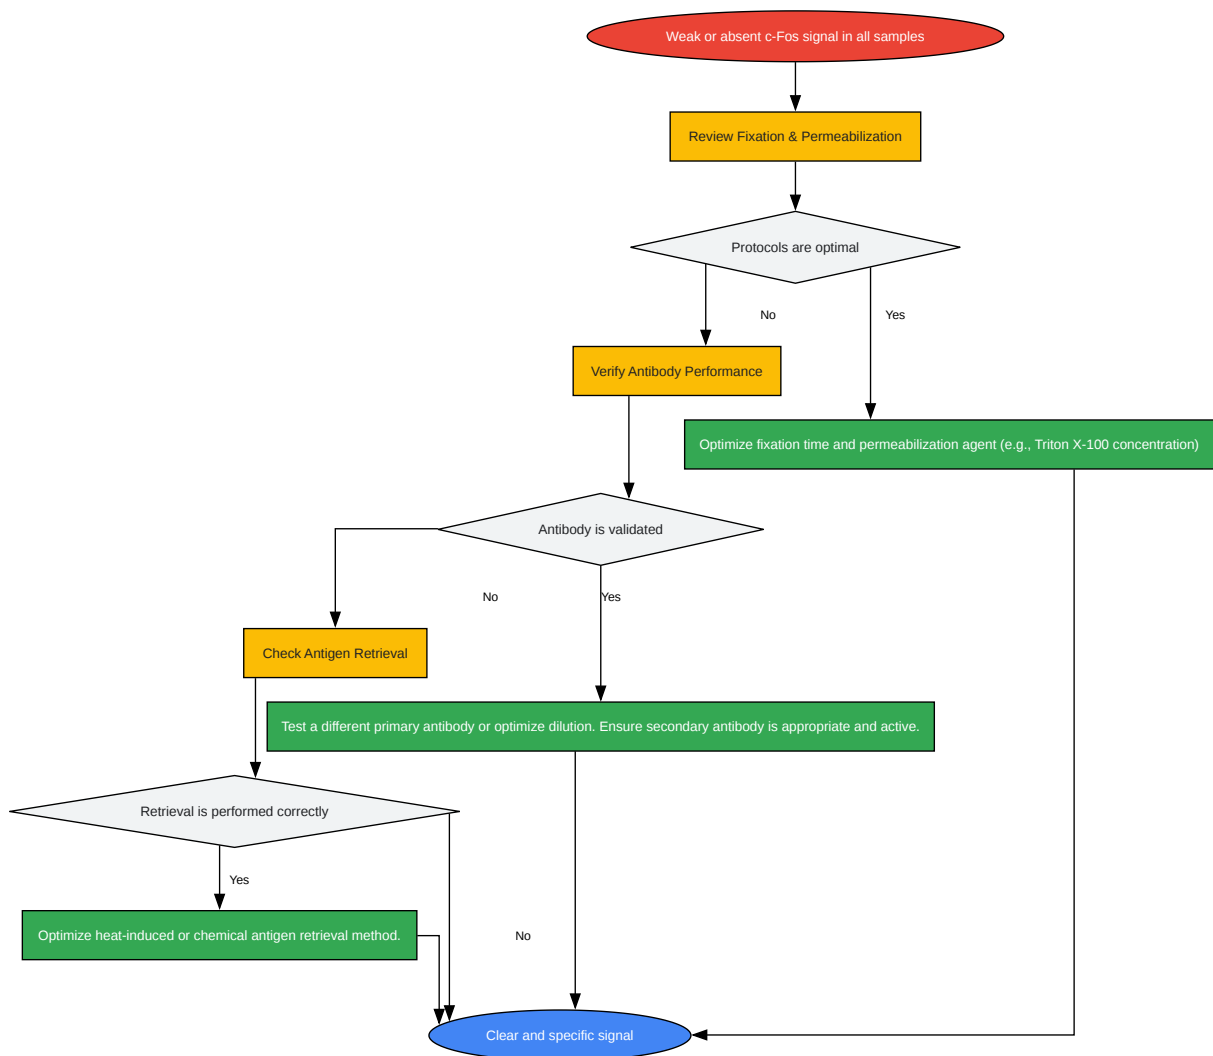 Weak or absent c-Fos signal in all samples
Review Fixation & Permeabilization
Protocols are optimal
No
Yes
Verify Antibody Performance
Optimize fixation time and permeabilization agent (e.g., Triton X-100 concentration)
Antibody is validated
No
Yes
Check Antigen Retrieval
Test a different primary antibody or optimize dilution. Ensure secondary antibody is appropriate and active.
Retrieval is performed correctly
Yes
Optimize heat-induced or chemical antigen retrieval method.
No
Clear and specific signal